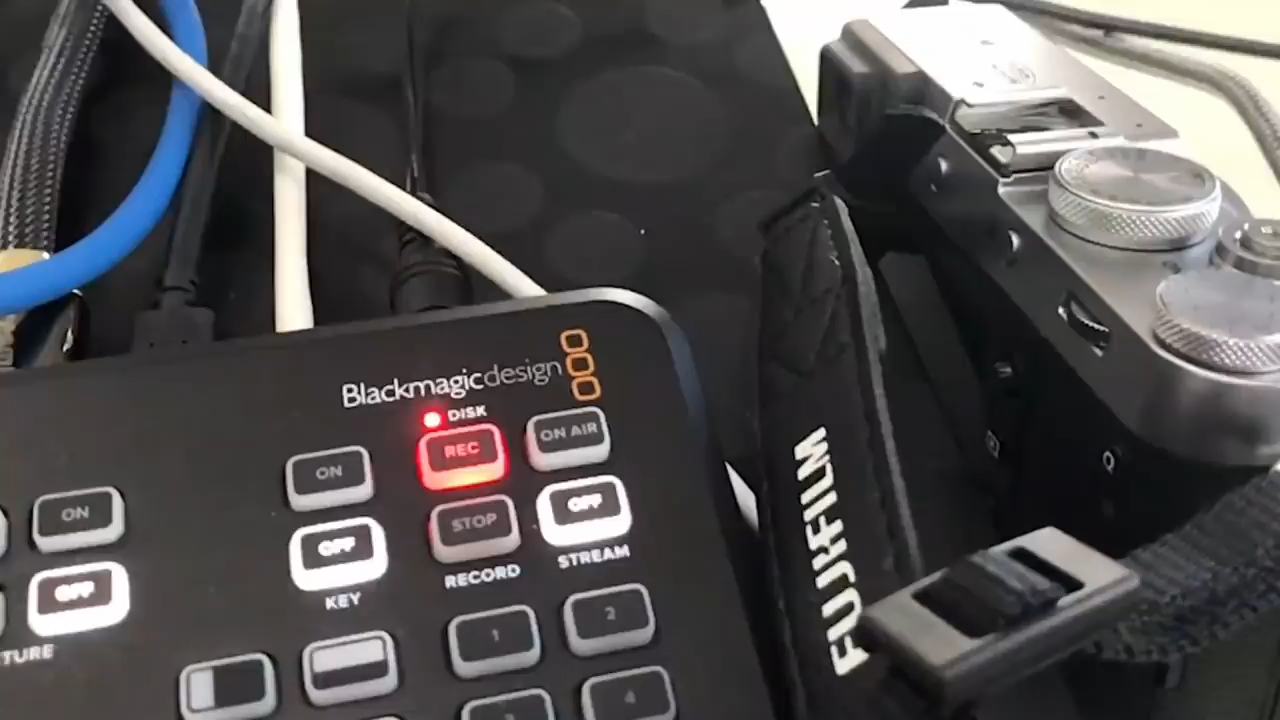 Blackmagicdesign
DISK
REC
ON AIR
ON
STOP
OFF
RECORD
STREAM
ON
OFF
KEY
OFF
TURE
1
2
4
FUJIFILM